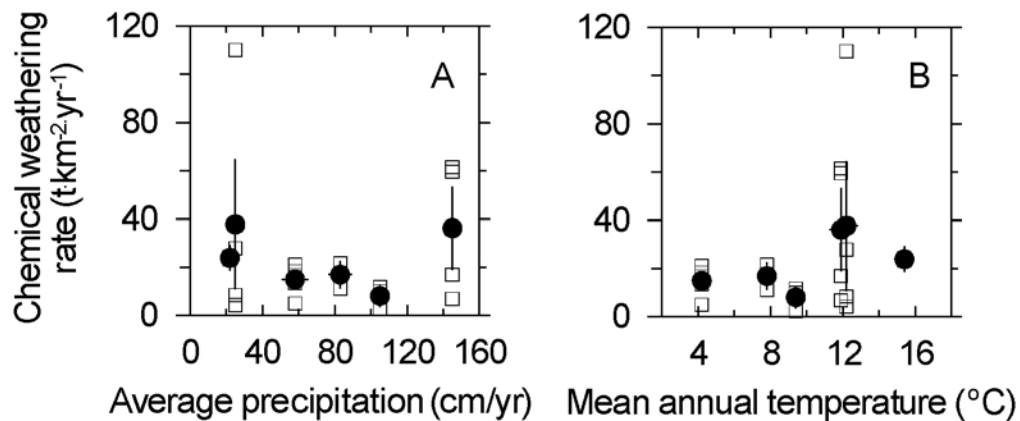 Chemical weathering
rate (t·km-2·yr-1)
120
80
40
0
A
0 40 80 120 160
Average precipitation (cm/yr)
120
80
40
0
B
4 8 12 16
Mean annual temperature (°C)